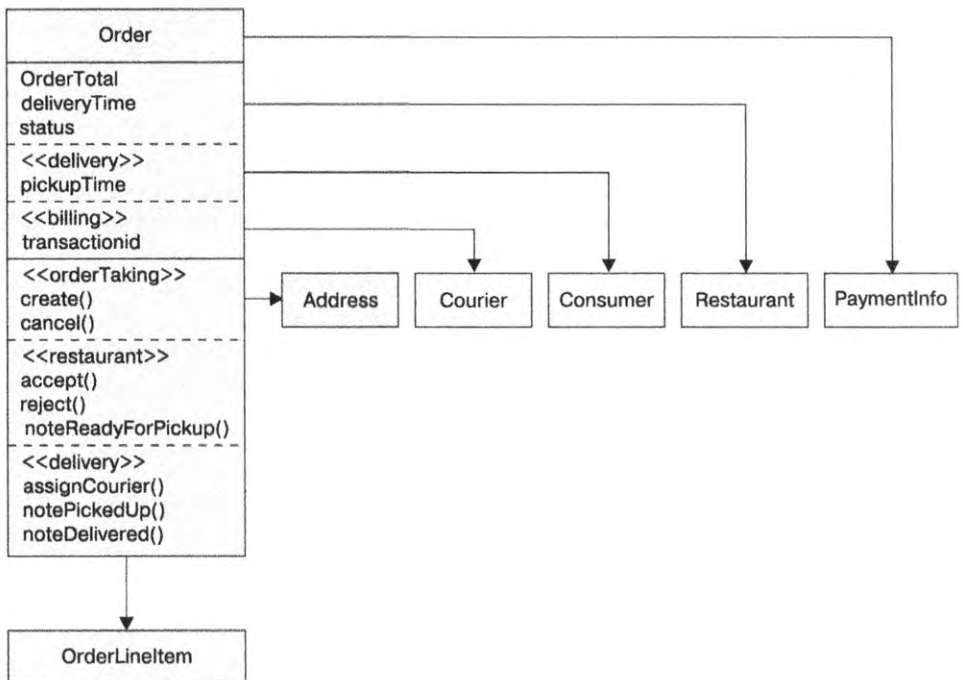 Order
OrderTotal
deliveryTime
status
<<delivery>>
pickupTime
<<billing>>
transactionid
<<orderTaking>>
create()
cancel()
<<restaurant>>
accept()
reject()
noteReadyForPickup()
<<delivery>>
assignCourier()
notePickedUp()
noteDelivered()
Address
Courier
Consumer
Restaurant
PaymentInfo
OrderLineItem